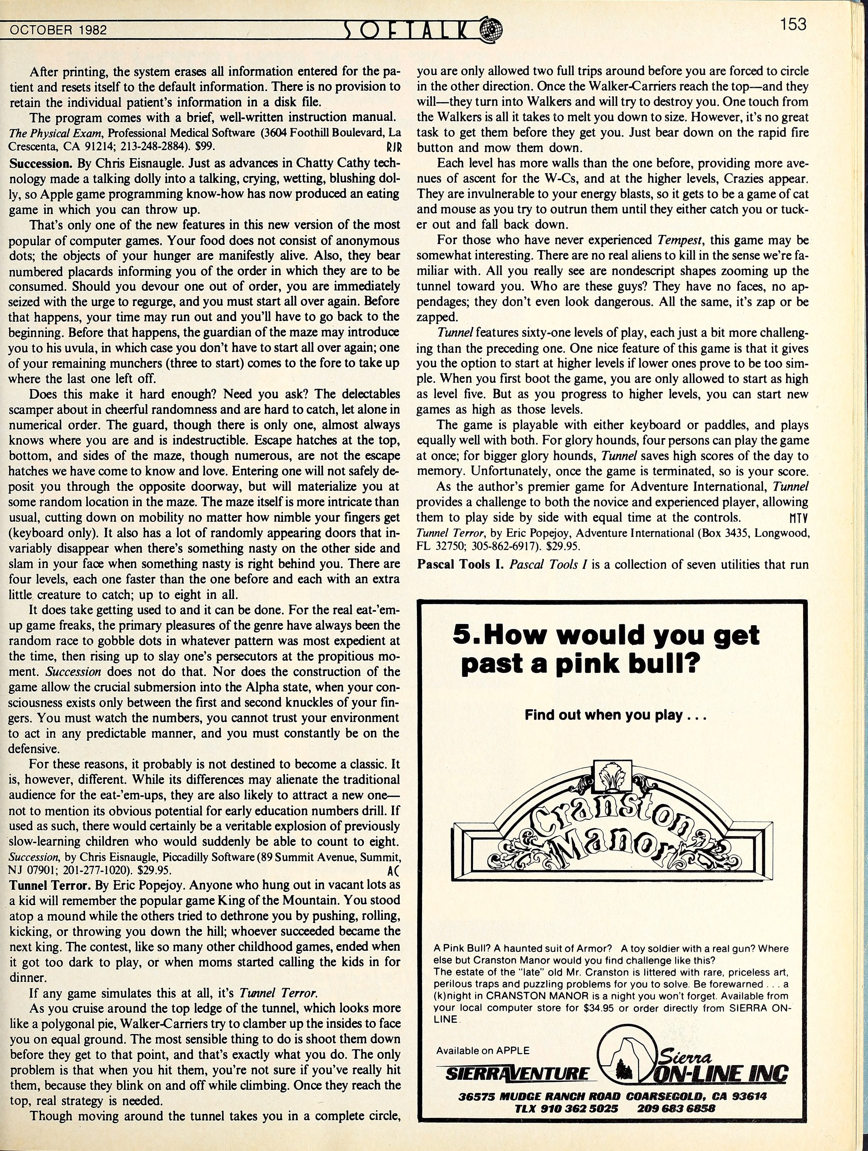 OCTOBER 1982
SOFTALK
153
After printing, the system erases all information entered for the pa-
tient and resets itself to the default information. There is no provision to
retain the individual patient's information in a disk file.
The program comes with a brief, well-written instruction manual.
The Physical Exam, Professional Medical Software (3604 Foothill Boulevard, La
Crescenta, CA 91214; 213-248-2884). $99. RJR
Succession. By Chris Eisnaugle. Just as advances in Chatty Cathy tech-
nology made a talking dolly into a talking, crying, wetting, blushing dol-
ly, so Apple game programming know-how has now produced an eating
game in which you can throw up.
That's only one of the new features in this new version of the most
popular of computer games. Your food does not consist of anonymous
dots; the objects of your hunger are manifestly alive. Also, they bear
numbered placards informing you of the order in which they are to be
consumed. Should you devour one out of order, you are immediately
seized with the urge to regurge, and you must start all over again. Before
that happens, your time may run out and you'll have to go back to the
beginning. Before that happens, the guardian of the maze may introduce
you to his uvula, in which case you don't have to start all over again; one
of your remaining munchers (three to start) comes to the fore to take up
where the last one left off.
Does this make it hard enough? Need you ask? The delectables
scamper about in cheerful randomness and are hard to catch, let alone in
numerical order. The guard, though there is only one, almost always
knows where you are and is indestructible. Escape hatches at the top,
bottom, and sides of the maze, though numerous, are not the escape
hatches we have come to know and love. Entering one will not safely de-
posit you through the opposite doorway, but will materialize you at
some random location in the maze. The maze itself is more intricate than
usual, cutting down on mobility no matter how nimble your fingers get
(keyboard only). It also has a lot of randomly appearing doors that in-
variably disappear when there's something nasty on the other side and
slam in your face when something nasty is right behind you. There are
four levels, each one faster than the one before and each with an extra
little creature to catch; up to eight in all.
It does take getting used to and it can be done. For the real eat-'em-
up game freaks, the primary pleasures of the genre have always been the
random race to gobble dots in whatever pattern was most expedient at
the time, then rising up to slay one's persecutors at the propitious mo-
ment. Succession does not do that. Nor does the construction of the
game allow the crucial submersion into the Alpha state, when your con-
sciousness exists only between the first and second knuckles of your fin-
gers. You must watch the numbers, you cannot trust your environment
to act in any predictable manner, and you must constantly be on the
defensive.
For these reasons, it probably is not destined to become a classic. It
is, however, different. While its differences may alienate the traditional
audience for the eat-'em-ups, they are also likely to attract a new one—
not to mention its obvious potential for early education numbers drill. If
used as such, there would certainly be a veritable explosion of previously
slow-learning children who would suddenly be able to count to eight.
Succession, by Chris Eisnaugle, Piccadilly Software (89 Summit Avenue, Summit,
NJ 07901; 201-277-1020). $29.95. AC
Tunnel Terror. By Eric Popejoy. Anyone who hung out in vacant lots as
a kid will remember the popular game King of the Mountain. You stood
atop a mound while the others tried to dethrone you by pushing, rolling,
kicking, or throwing you down the hill; whoever succeeded became the
next king. The contest, like so many other childhood games, ended when
it got too dark to play, or when moms started calling the kids in for
dinner.
If any game simulates this at all, it's Tunnel Terror.
As you cruise around the top ledge of the tunnel, which looks more
like a polygonal pie, Walker-Carriers try to clamber up the insides to face
you on equal ground. The most sensible thing to do is shoot them down
before they get to that point, and that's exactly what you do. The only
problem is that when you hit them, you're not sure if you've really hit
them, because they blink on and off while climbing. Once they reach the
top, real strategy is needed.
Though moving around the tunnel takes you in a complete circle,
you are only allowed two full trips around before you are forced to circle
in the other direction. Once the Walker-Carriers reach the top—and they
will—they turn into Walkers and will try to destroy you. One touch from
the Walkers is all it takes to melt you down to size. However, it's no great
task to get them before they get you. Just bear down on the rapid fire
button and mow them down.
Each level has more walls than the one before, providing more ave-
nues of ascent for the W-Cs, and at the higher levels, Crazies appear.
They are invulnerable to your energy blasts, so it gets to be a game of cat
and mouse as you try to outrun them until they either catch you or tuck-
er out and fall back down.
For those who have never experienced Tempest, this game may be
somewhat interesting. There are no real aliens to kill in the sense we're fa-
miliar with. All you really see are nondescript shapes zooming up the
tunnel toward you. Who are these guys? They have no faces, no ap-
pendages; they don't even look dangerous. All the same, it's zap or be
zapped.
Tunnel features sixty-one levels of play, each just a bit more challeng-
ing than the preceding one. One nice feature of this game is that it gives
you the option to start at higher levels if lower ones prove to be too sim-
ple. When you first boot the game, you are only allowed to start as high
as level five. But as you progress to higher levels, you can start new
games as high as those levels.
The game is playable with either keyboard or paddles, and plays
equally well with both. For glory hounds, four persons can play the game
at once; for bigger glory hounds, Tunnel saves high scores of the day to
memory. Unfortunately, once the game is terminated, so is your score.
As the author's premier game for Adventure International, Tunnel
provides a challenge to both the novice and experienced player, allowing
them to play side by side with equal time at the controls. MTV
Tunnel Terror, by Eric Popejoy, Adventure International (Box 3435, Longwood,
FL 32750; 305-862-6917). $29.95.
Pascal Tools I. Pascal Tools I is a collection of seven utilities that run
5. How would you get
past a pink bull?
Find out when you play . . .
Cranston
Manor
A Pink Bull? A haunted suit of Armor? A toy soldier with a real gun? Where
else but Cranston Manor would you find challenge like this?
The estate of the "late" old Mr. Cranston is littered with rare, priceless art,
perilous traps and puzzling problems for you to solve. Be forewarned . . . a
(k)night in CRANSTON MANOR is a night you won't forget. Available from
your local computer store for $34.95 or order directly from SIERRA ON-
LINE.
Available on APPLE
SIERRAVENTURE
Sierra
ON-LINE INC
36575 MUDGE RANCH ROAD COARSEGOLD, CA 93614
TLX 910 362 5025 209 683 6858